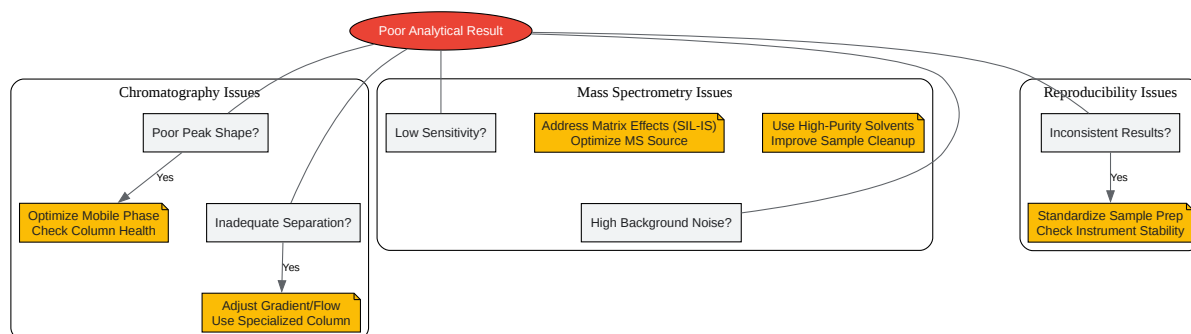 Poor Analytical Result
Chromatography Issues
Mass Spectrometry Issues
Reproducibility Issues
Poor Peak Shape?
Low Sensitivity?
Address Matrix Effects (SIL-IS)
Optimize MS Source
Use High-Purity Solvents
Improve Sample Cleanup
Inconsistent Results?
Yes
Yes
Optimize Mobile Phase
Check Column Health
Inadequate Separation?
High Background Noise?
Standardize Sample Prep
Check Instrument Stability
Yes
Adjust Gradient/Flow
Use Specialized Column